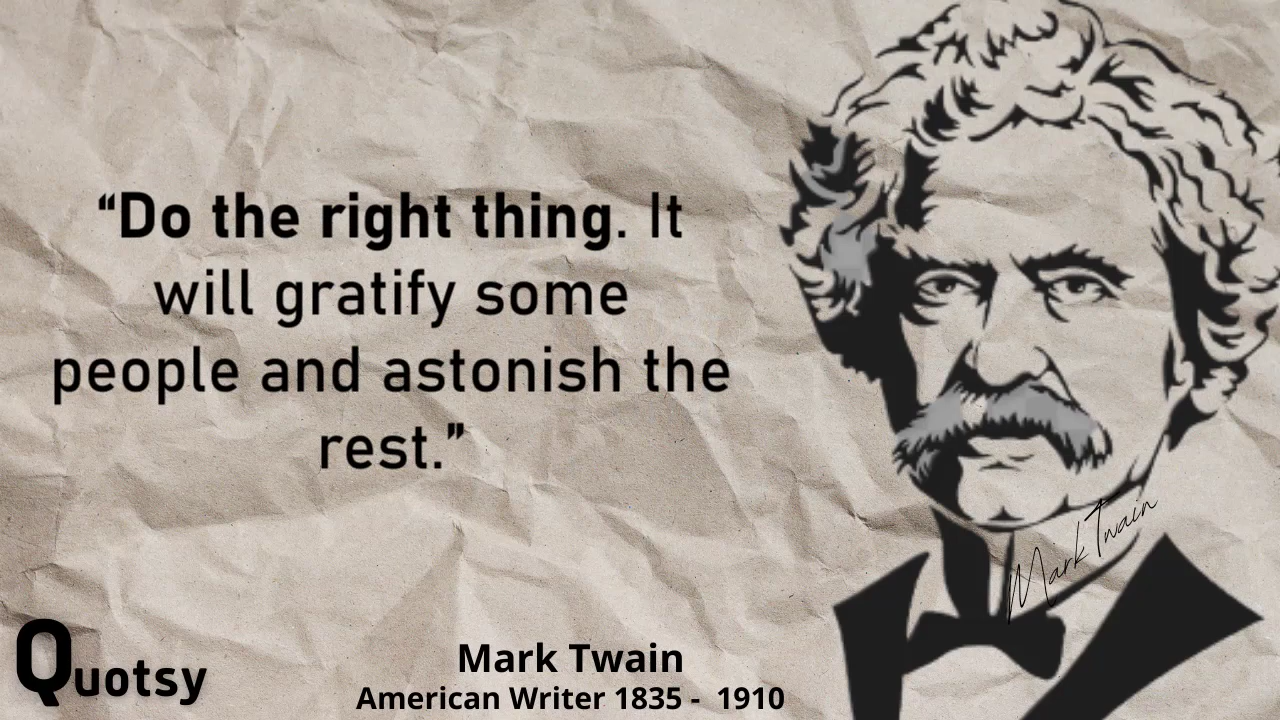 “Do the right thing. It
will gratify some
people and astonish the
rest.”
Mark Twain
Mark Twain
American Writer 1835 -  1910
Quotsy